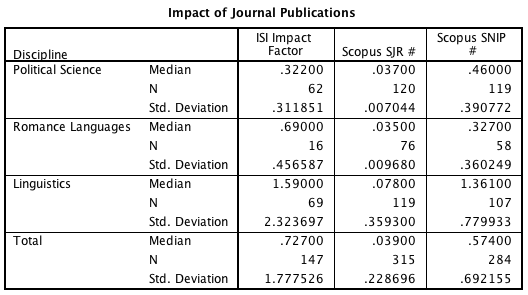 Impact of Journal Publications
Discipline ISI Impact Factor Scopus SJR # Scopus SNIP #
Political Science Median .32200 .03700 .46000
N 62 120 119
Std. Deviation .311851 .007044 .390772
Romance Languages Median .69000 .03500 .32700
N 16 76 58
Std. Deviation .456587 .009680 .360249
Linguistics Median 1.59000 .07800 1.36100
N 69 119 107
Std. Deviation 2.323697 .359300 .779933
Total Median .72700 .03900 .57400
N 147 315 284
Std. Deviation 1.777526 .228696 .692155